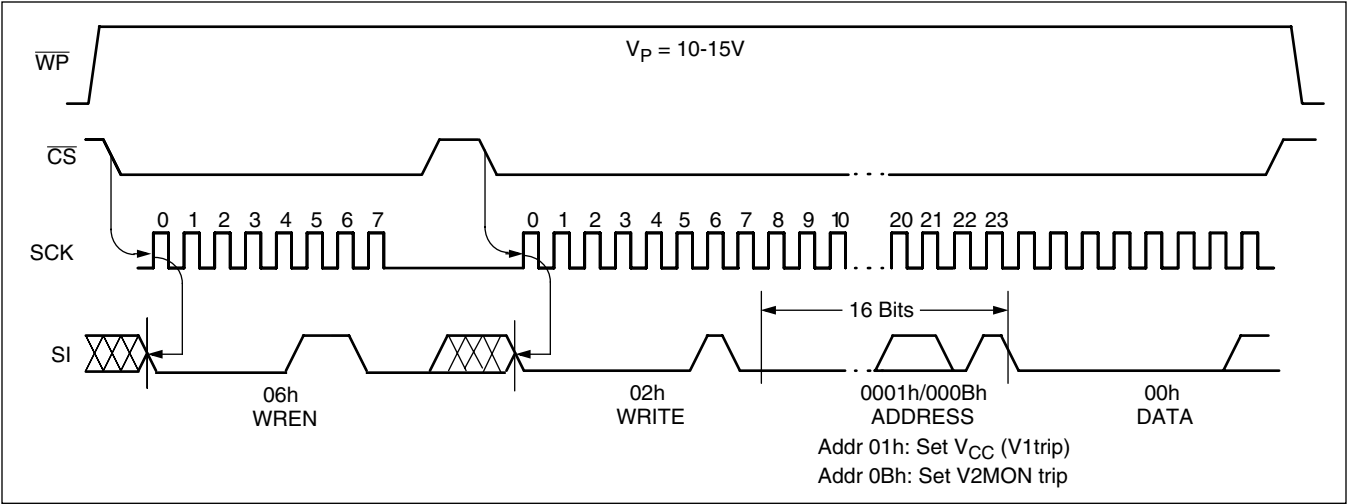 WP
V_P = 10-15V
CS
0 1 2 3 4 5 6 7 0 1 2 3 4 5 6 7 8 9 10 20 21 22 23
SCK
16 Bits
SI
06h
WREN
02h
WRITE
0001h/000Bh
ADDRESS
00h
DATA
Addr 01h: Set V_CC (V1trip)
Addr 0Bh: Set V2MON trip